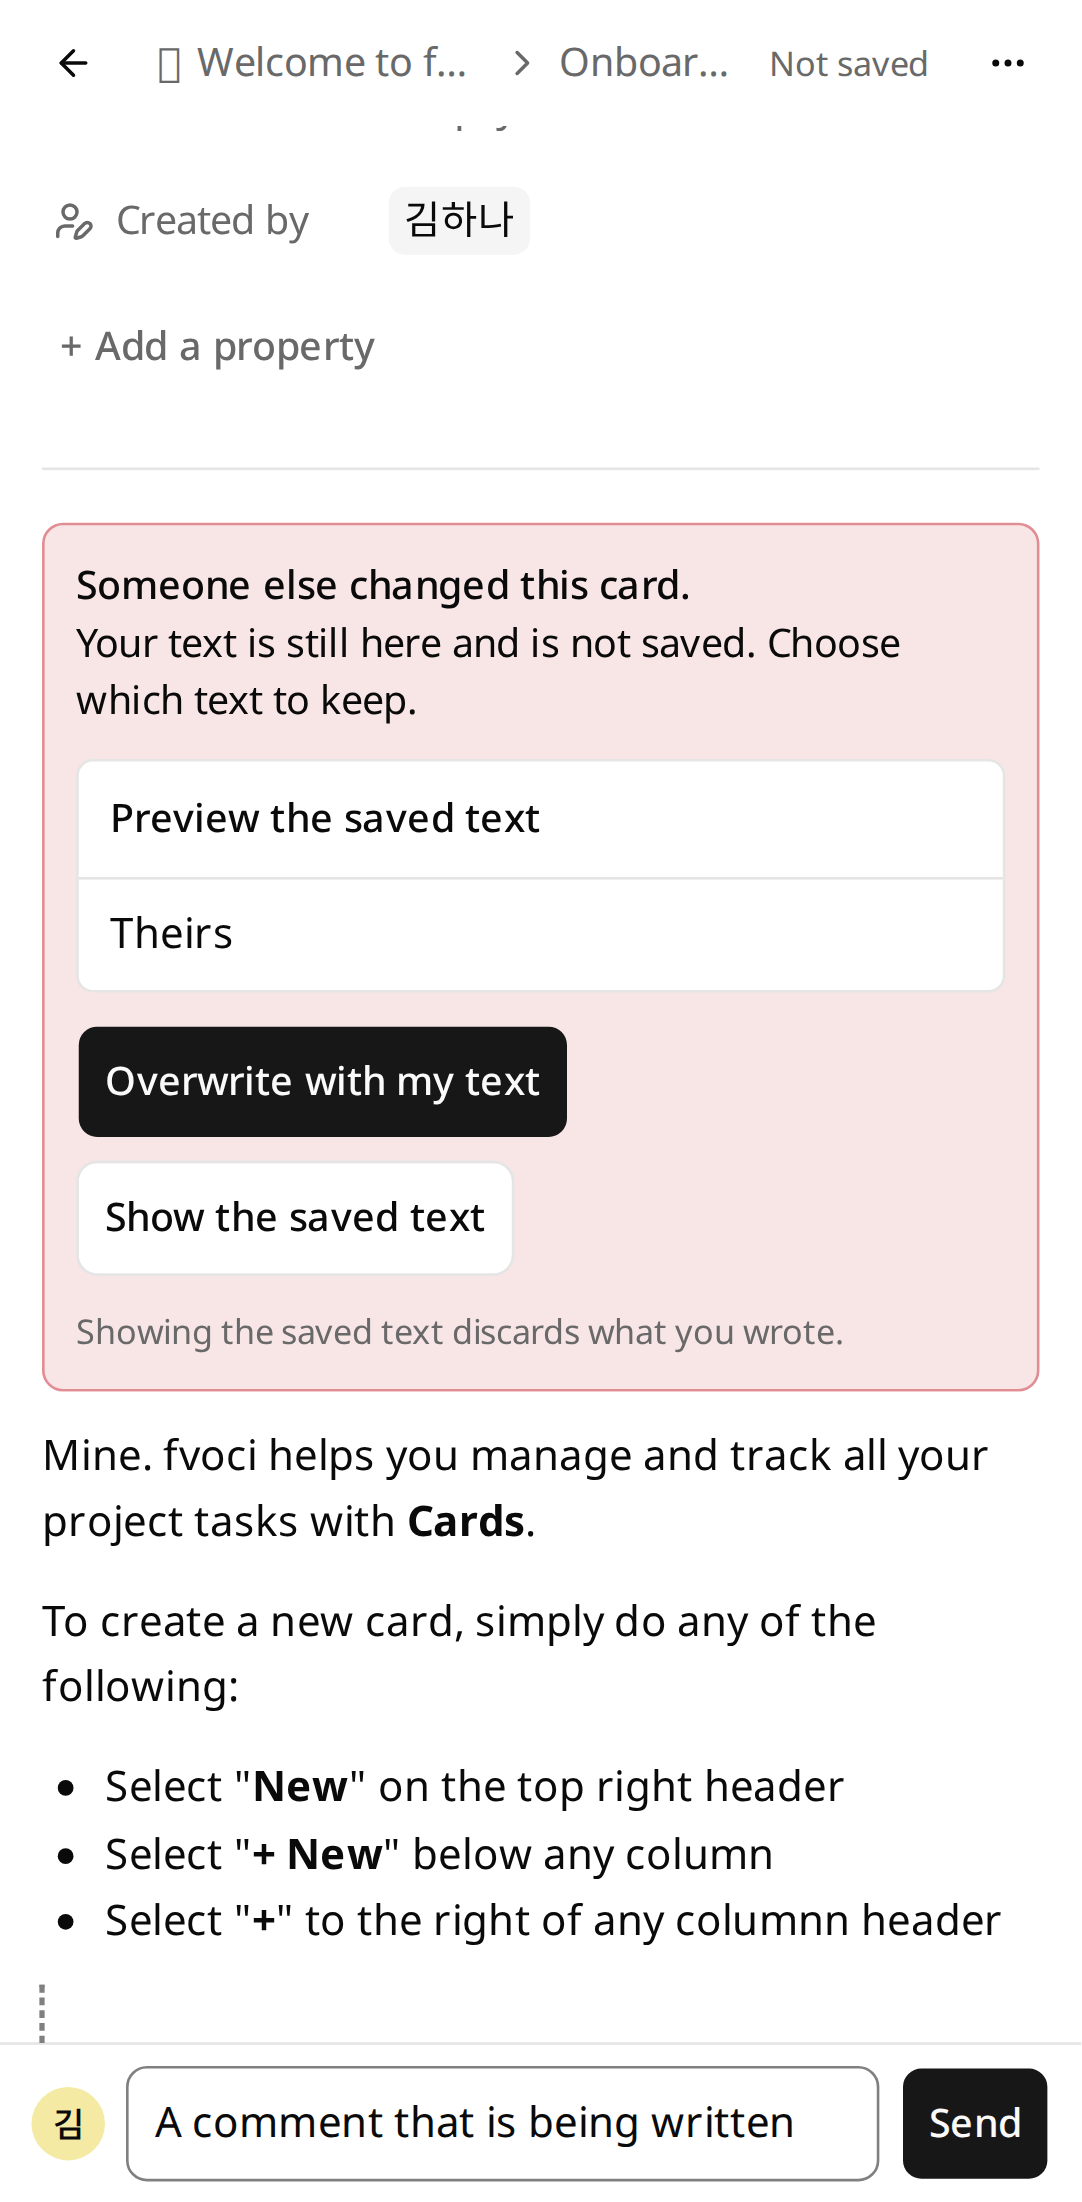 Welcome to f... > Onboar... Not saved ...
Created by 김하나
+ Add a property
Someone else changed this card.
Your text is still here and is not saved. Choose
which text to keep.
Preview the saved text
Theirs
Overwrite with my text
Show the saved text
Showing the saved text discards what you wrote.
Mine. fvoci helps you manage and track all your
project tasks with Cards.
To create a new card, simply do any of the
following:
• Select "New" on the top right header
• Select "+ New" below any column
• Select "+" to the right of any columnn header
김 A comment that is being written Send